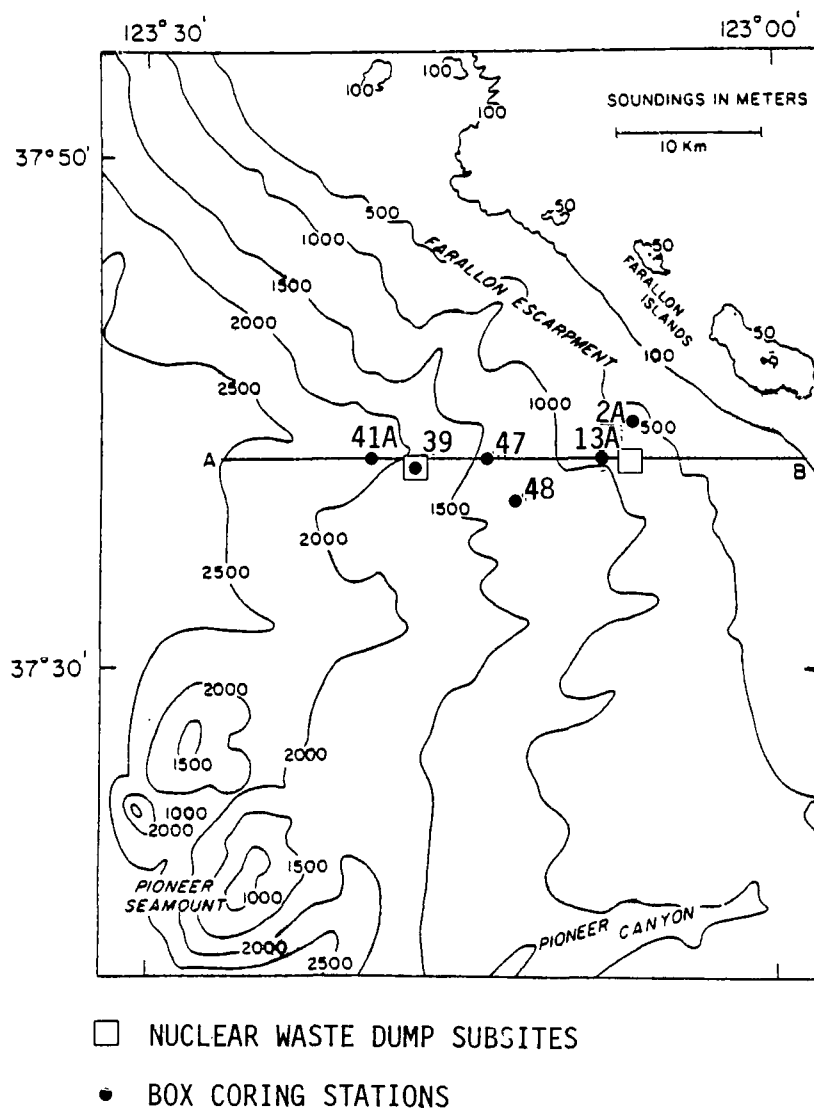 123° 30'
123° 00'
100
100
100
SOUNDINGS IN METERS
10 Km
37° 50'
500
50
1000
50
FARALLON ESCARPMENT
FARALLON ISLANDS
1500
2000
50
100
2500
1000
2A
500
41A
39
47
13A
A
B
48
1500
2000
2500
37° 30'
2000
1500
2000
1000
2000
1500
PIONEER SEAMOUNT
1000
PIONEER CANYON
2000
2500
NUCLEAR WASTE DUMP SUBSITES
BOX CORING STATIONS